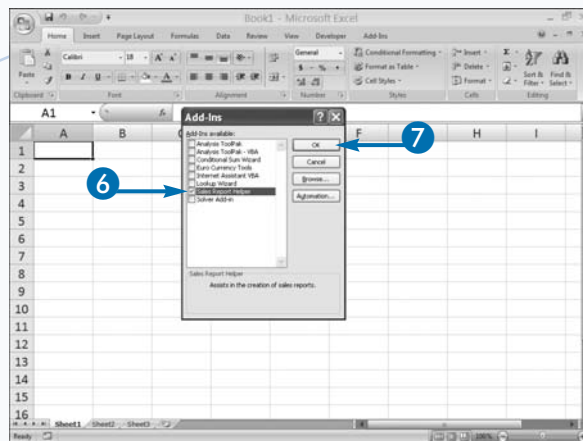 Book1 - Microsoft Excel
Home Insert Page Layout Formulas Data Review View Developer Add-Ins
Paste
Calibri 18 A A
General
Conditional Formatting
Insert
Σ
B I U A
$ % ,
Format as Table
Delete
Sort & Filter
Find & Select
Cell Styles
Format
Clipboard Font Alignment Number Styles Cells Editing
A1
fx
A B F H I
1
2
3
4
5
6
7
8
9
10
11
12
13
14
15
16
Add-Ins
Add-Ins available:
Analysis ToolPak
Analysis ToolPak - VBA
Conditional Sum Wizard
Euro Currency Tools
Internet Assistant VBA
Lookup Wizard
Sales Report Helper
Solver Add-in
OK
Cancel
Browse...
Automation...
Sales Report Helper
Assists in the creation of sales reports.
6
7
Sheet1 Sheet2 Sheet3
Ready
100%